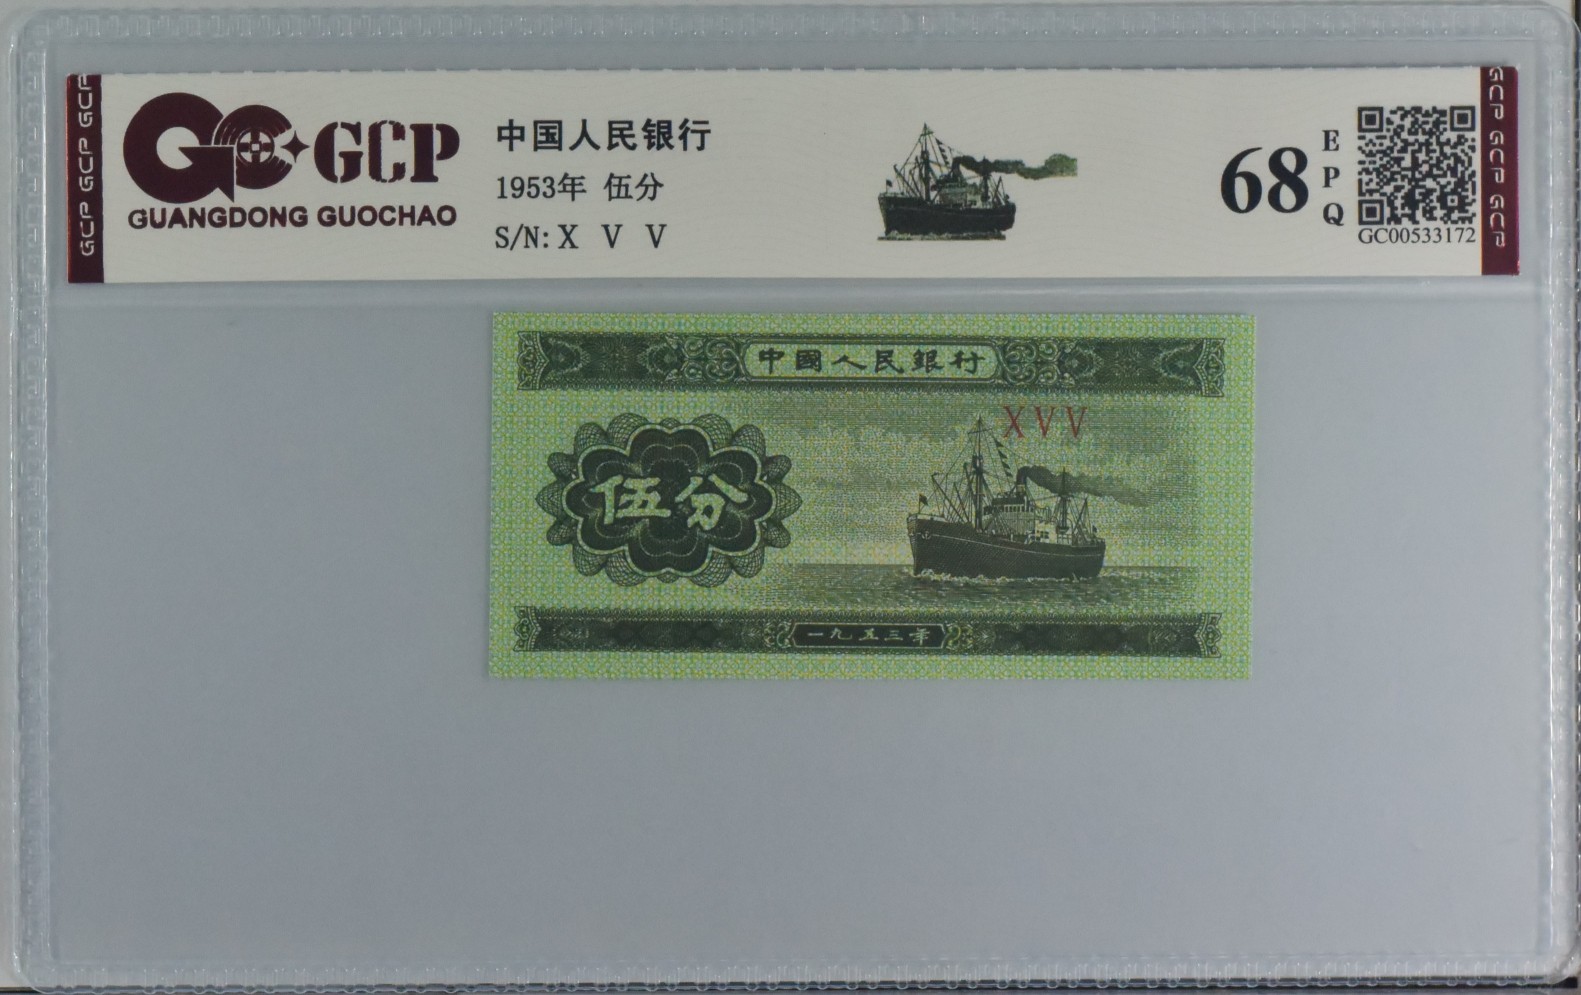 GCP GCP GCP
GCP
GUANGDONG GUOCHAO
中国人民银行
1953年 伍分
S/N: X V V
68
E
P
Q
GC00533172
GCP GCP GCP
中國人民銀行
XVV
伍分
一九五三年